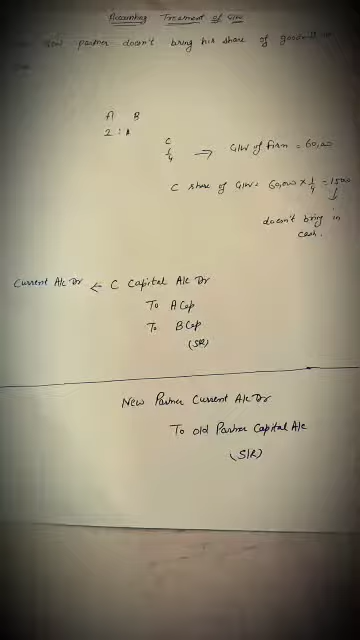 Accounting Treatment of G/W
partner doesn't bring his share of goodwill in
A B
2 : 1
C
1/4 → G/W of firm = 60,000
C share of G/W = 60,000 × 1/4 = 15000
↓
doesn't bring in
cash.
Current A/c Dr ← C Capital A/c Dr
To A Cap
To B Cap
(S/R)
New Partner Current A/c Dr
To old Partner Capital A/c
(S/R)